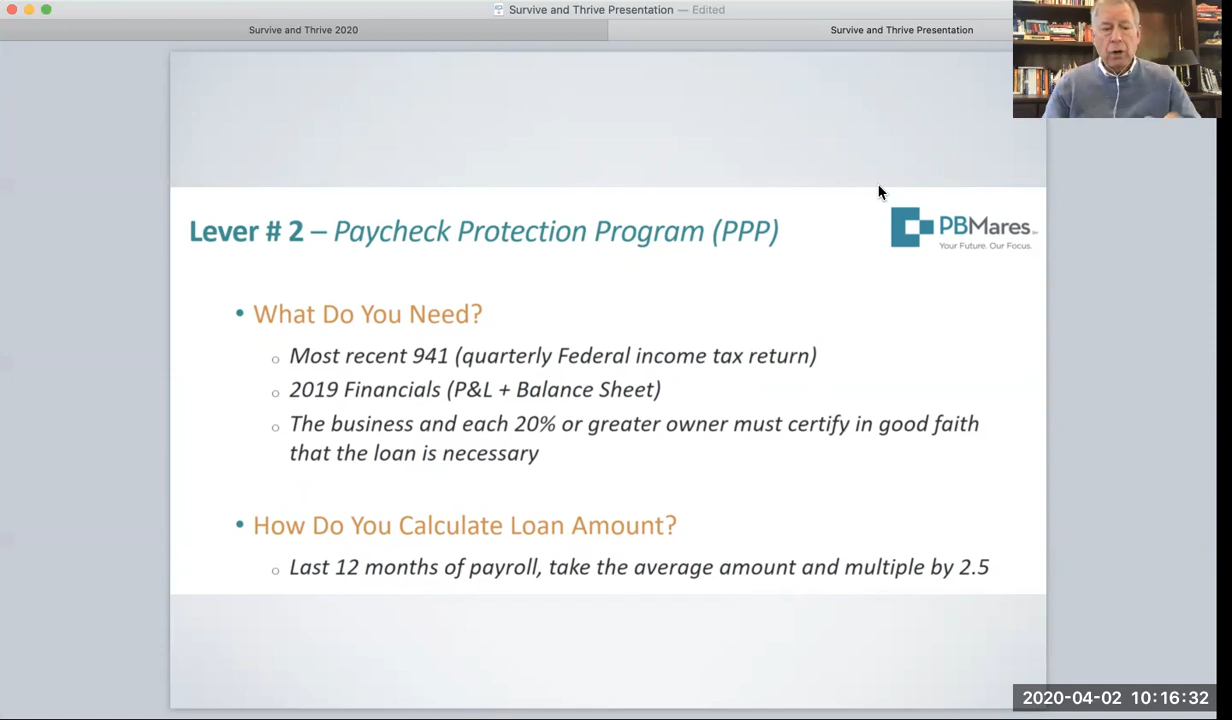 Survive and Thrive Presentation — Edited
Survive and Thrive 2020
Survive and Thrive Presentation
Lever # 2 – Paycheck Protection Program (PPP)
PBMares
Your Future. Our Focus.
• What Do You Need?
○ Most recent 941 (quarterly Federal income tax return)
○ 2019 Financials (P&L + Balance Sheet)
○ The business and each 20% or greater owner must certify in good faith
that the loan is necessary
• How Do You Calculate Loan Amount?
○ Last 12 months of payroll, take the average amount and multiple by 2.5
2020-04-02 10:16:32